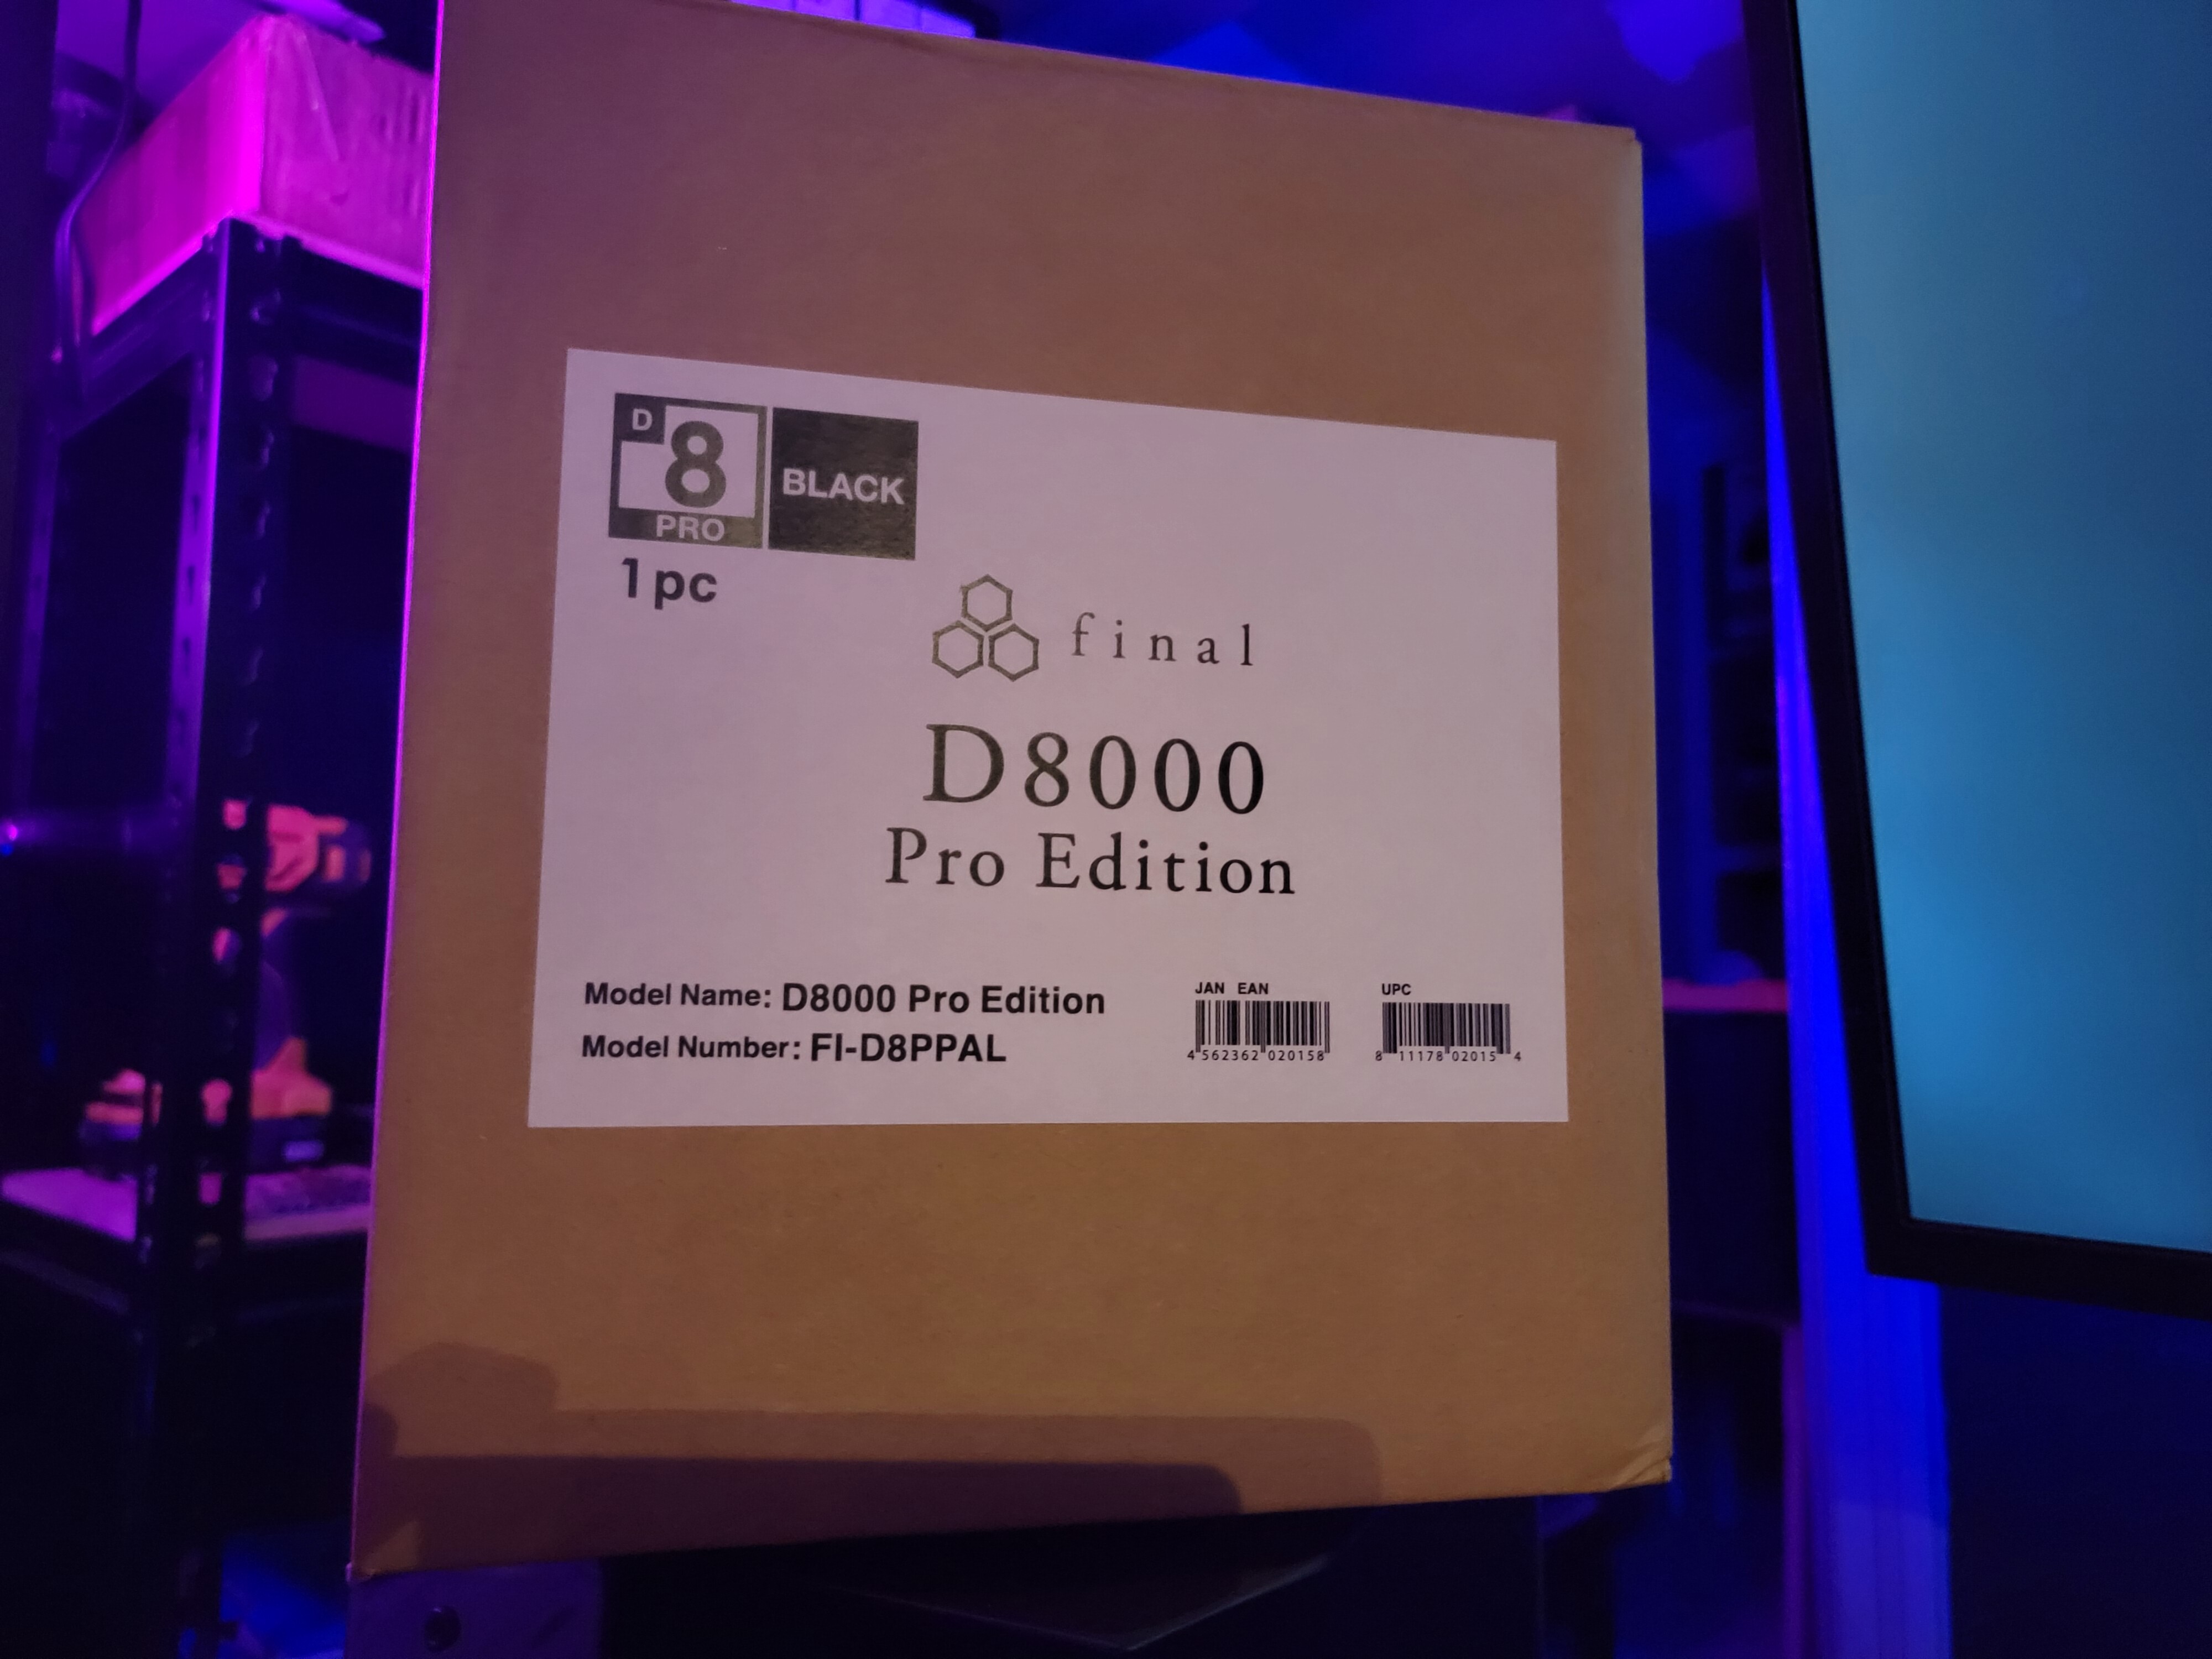 D
8
PRO
BLACK
1pc
final
D8000
Pro Edition
Model Name: D8000 Pro Edition
Model Number: FI-D8PPAL
JAN EAN
4 562362 020158
UPC
8 11178 02015 4